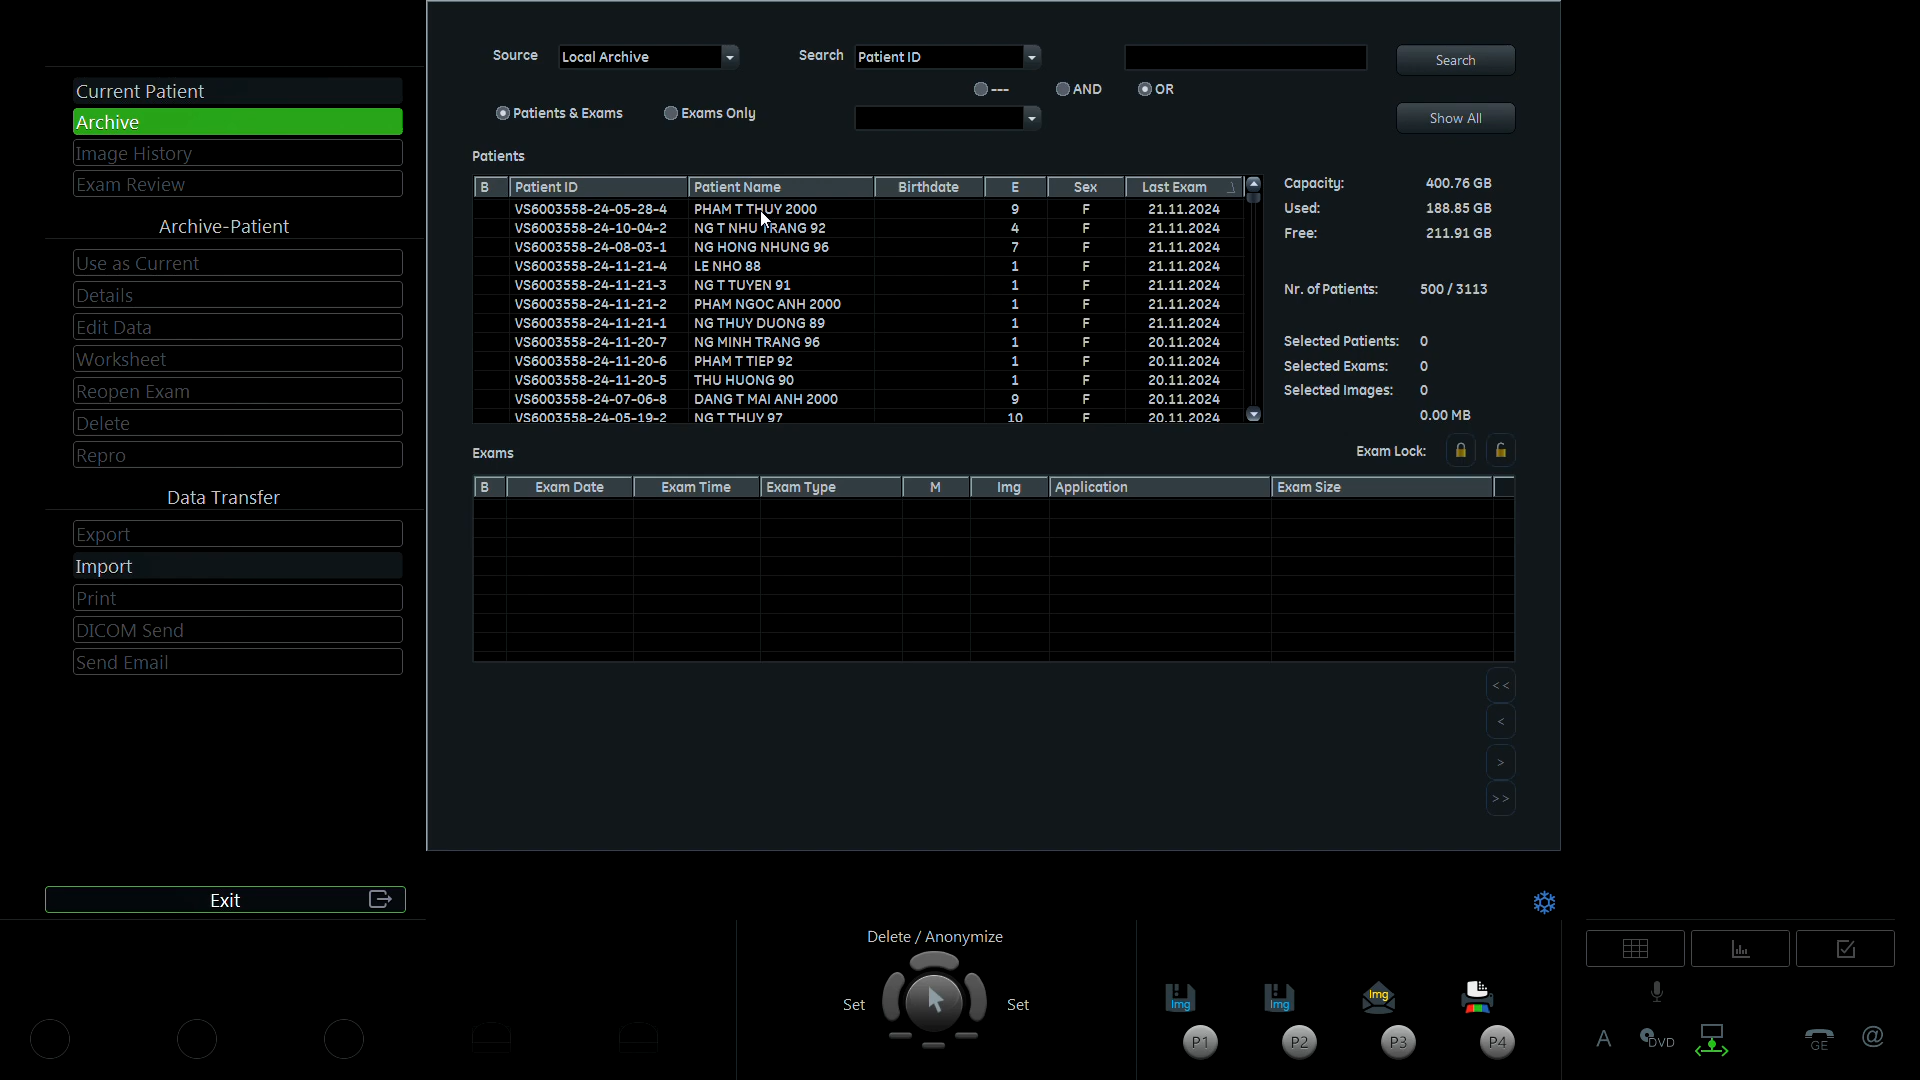 Source Local Archive Search Patient ID Search
--- AND OR
Patients & Exams Exams Only Show All
Current Patient
Archive
Image History
Exam Review
Archive-Patient
Use as Current
Details
Edit Data
Worksheet
Reopen Exam
Delete
Repro
Data Transfer
Export
Import
Print
DICOM Send
Send Email
Exit
Patients
B Patient ID Patient Name Birthdate E Sex Last Exam
VS6003558-24-05-28-4 PHAM T THUY 2000 9 F 21.11.2024
VS6003558-24-10-04-2 NG T NHU TRANG 92 4 F 21.11.2024
VS6003558-24-08-03-1 NG HONG NHUNG 96 7 F 21.11.2024
VS6003558-24-11-21-4 LE NHO 88 1 F 21.11.2024
VS6003558-24-11-21-3 NG T TUYEN 91 1 F 21.11.2024
VS6003558-24-11-21-2 PHAM NGOC ANH 2000 1 F 21.11.2024
VS6003558-24-11-21-1 NG THUY DUONG 89 1 F 21.11.2024
VS6003558-24-11-20-7 NG MINH TRANG 96 1 F 20.11.2024
VS6003558-24-11-20-6 PHAM T TIEP 92 1 F 20.11.2024
VS6003558-24-11-20-5 THU HUONG 90 1 F 20.11.2024
VS6003558-24-07-06-8 DANG T MAI ANH 2000 9 F 20.11.2024
VS6003558-24-05-19-2 NG T THUY 97 10 F 20.11.2024
Capacity: 400.76 GB
Used: 188.85 GB
Free: 211.91 GB
Nr. of Patients: 500 / 3113
Selected Patients: 0
Selected Exams: 0
Selected Images: 0
0.00 MB
Exams Exam Lock:
B Exam Date Exam Time Exam Type M Img Application Exam Size
<<
<
>
>>
Delete / Anonymize
Set Set
Img Img Img
P1 P2 P3 P4
A DVD GE @